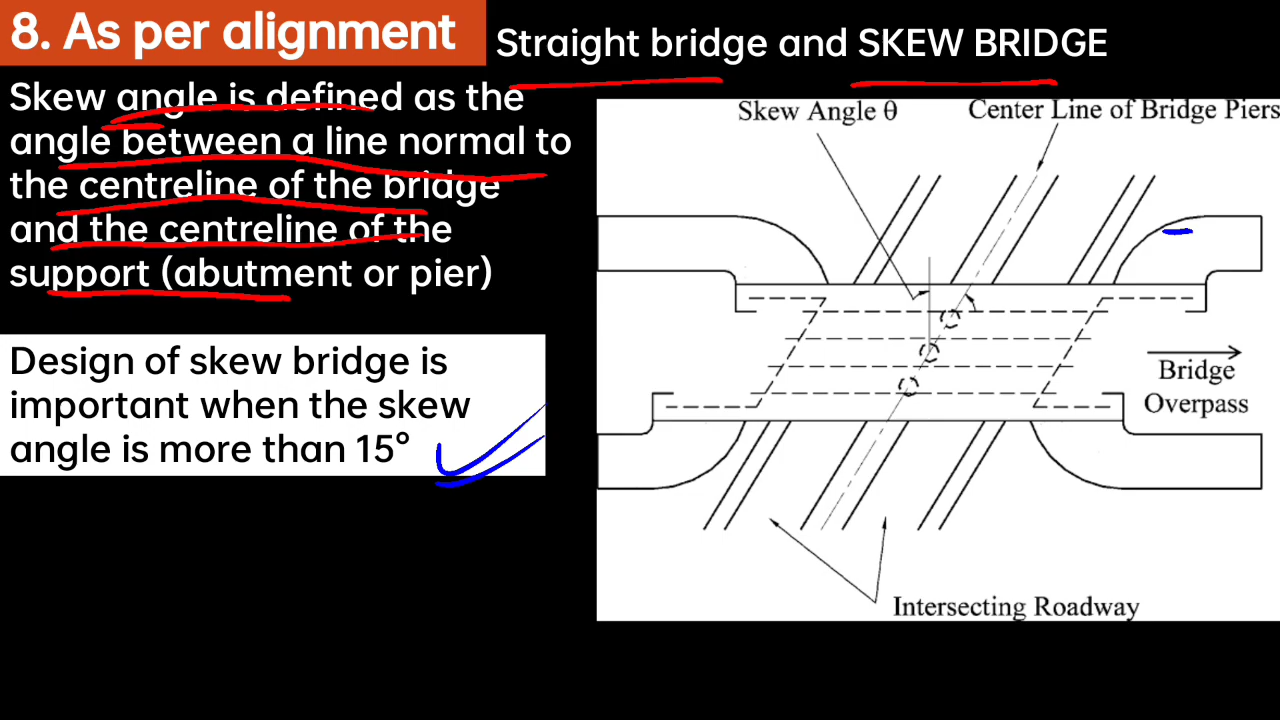 8. As per alignment
Straight bridge and SKEW BRIDGE
Skew angle is defined as the
angle between a line normal to
the centreline of the bridge
and the centreline of the
support (abutment or pier)
Design of skew bridge is
important when the skew
angle is more than 15°
Skew Angle θ
Center Line of Bridge Piers
Bridge
Overpass
Intersecting Roadway